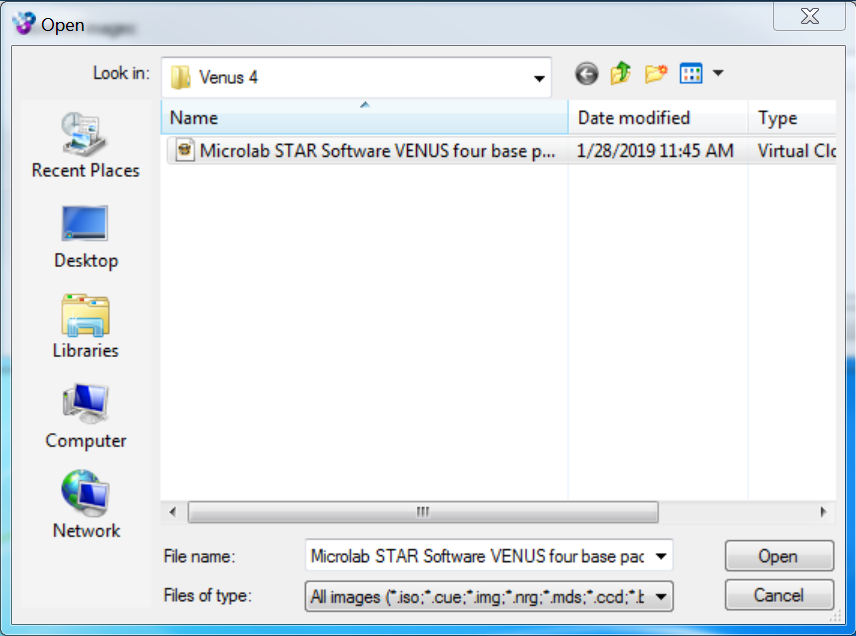 Open
Look in:
Venus 4
Name
Date modified
Type
Microlab STAR Software VENUS four base p...
1/28/2019 11:45 AM
Virtual Clo
Recent Places
Desktop
Libraries
Computer
Network
File name:
Microlab STAR Software VENUS four base pac
Open
Files of type:
All images (*.iso;*.cue;*.img;*.nrg;*.mds;*.ccd;*.b
Cancel